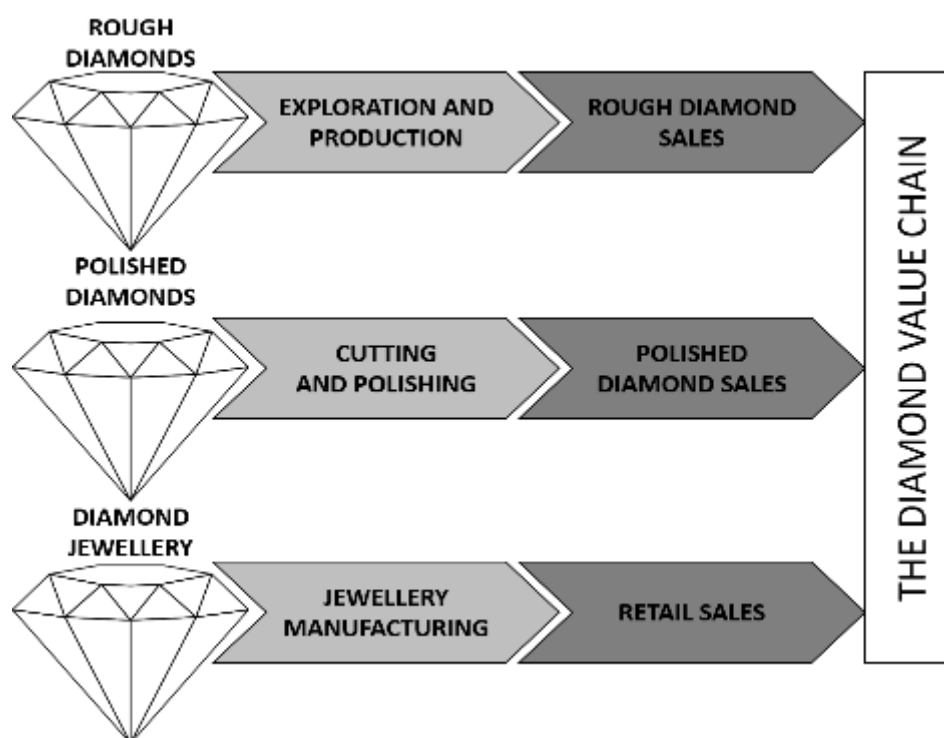 ROUGH
DIAMONDS
EXPLORATION AND
PRODUCTION
ROUGH DIAMOND
SALES
POLISHED
DIAMONDS
CUTTING
AND POLISHING
POLISHED
DIAMOND SALES
DIAMOND
JEWELLERY
JEWELLERY
MANUFACTURING
RETAIL SALES
THE DIAMOND VALUE CHAIN